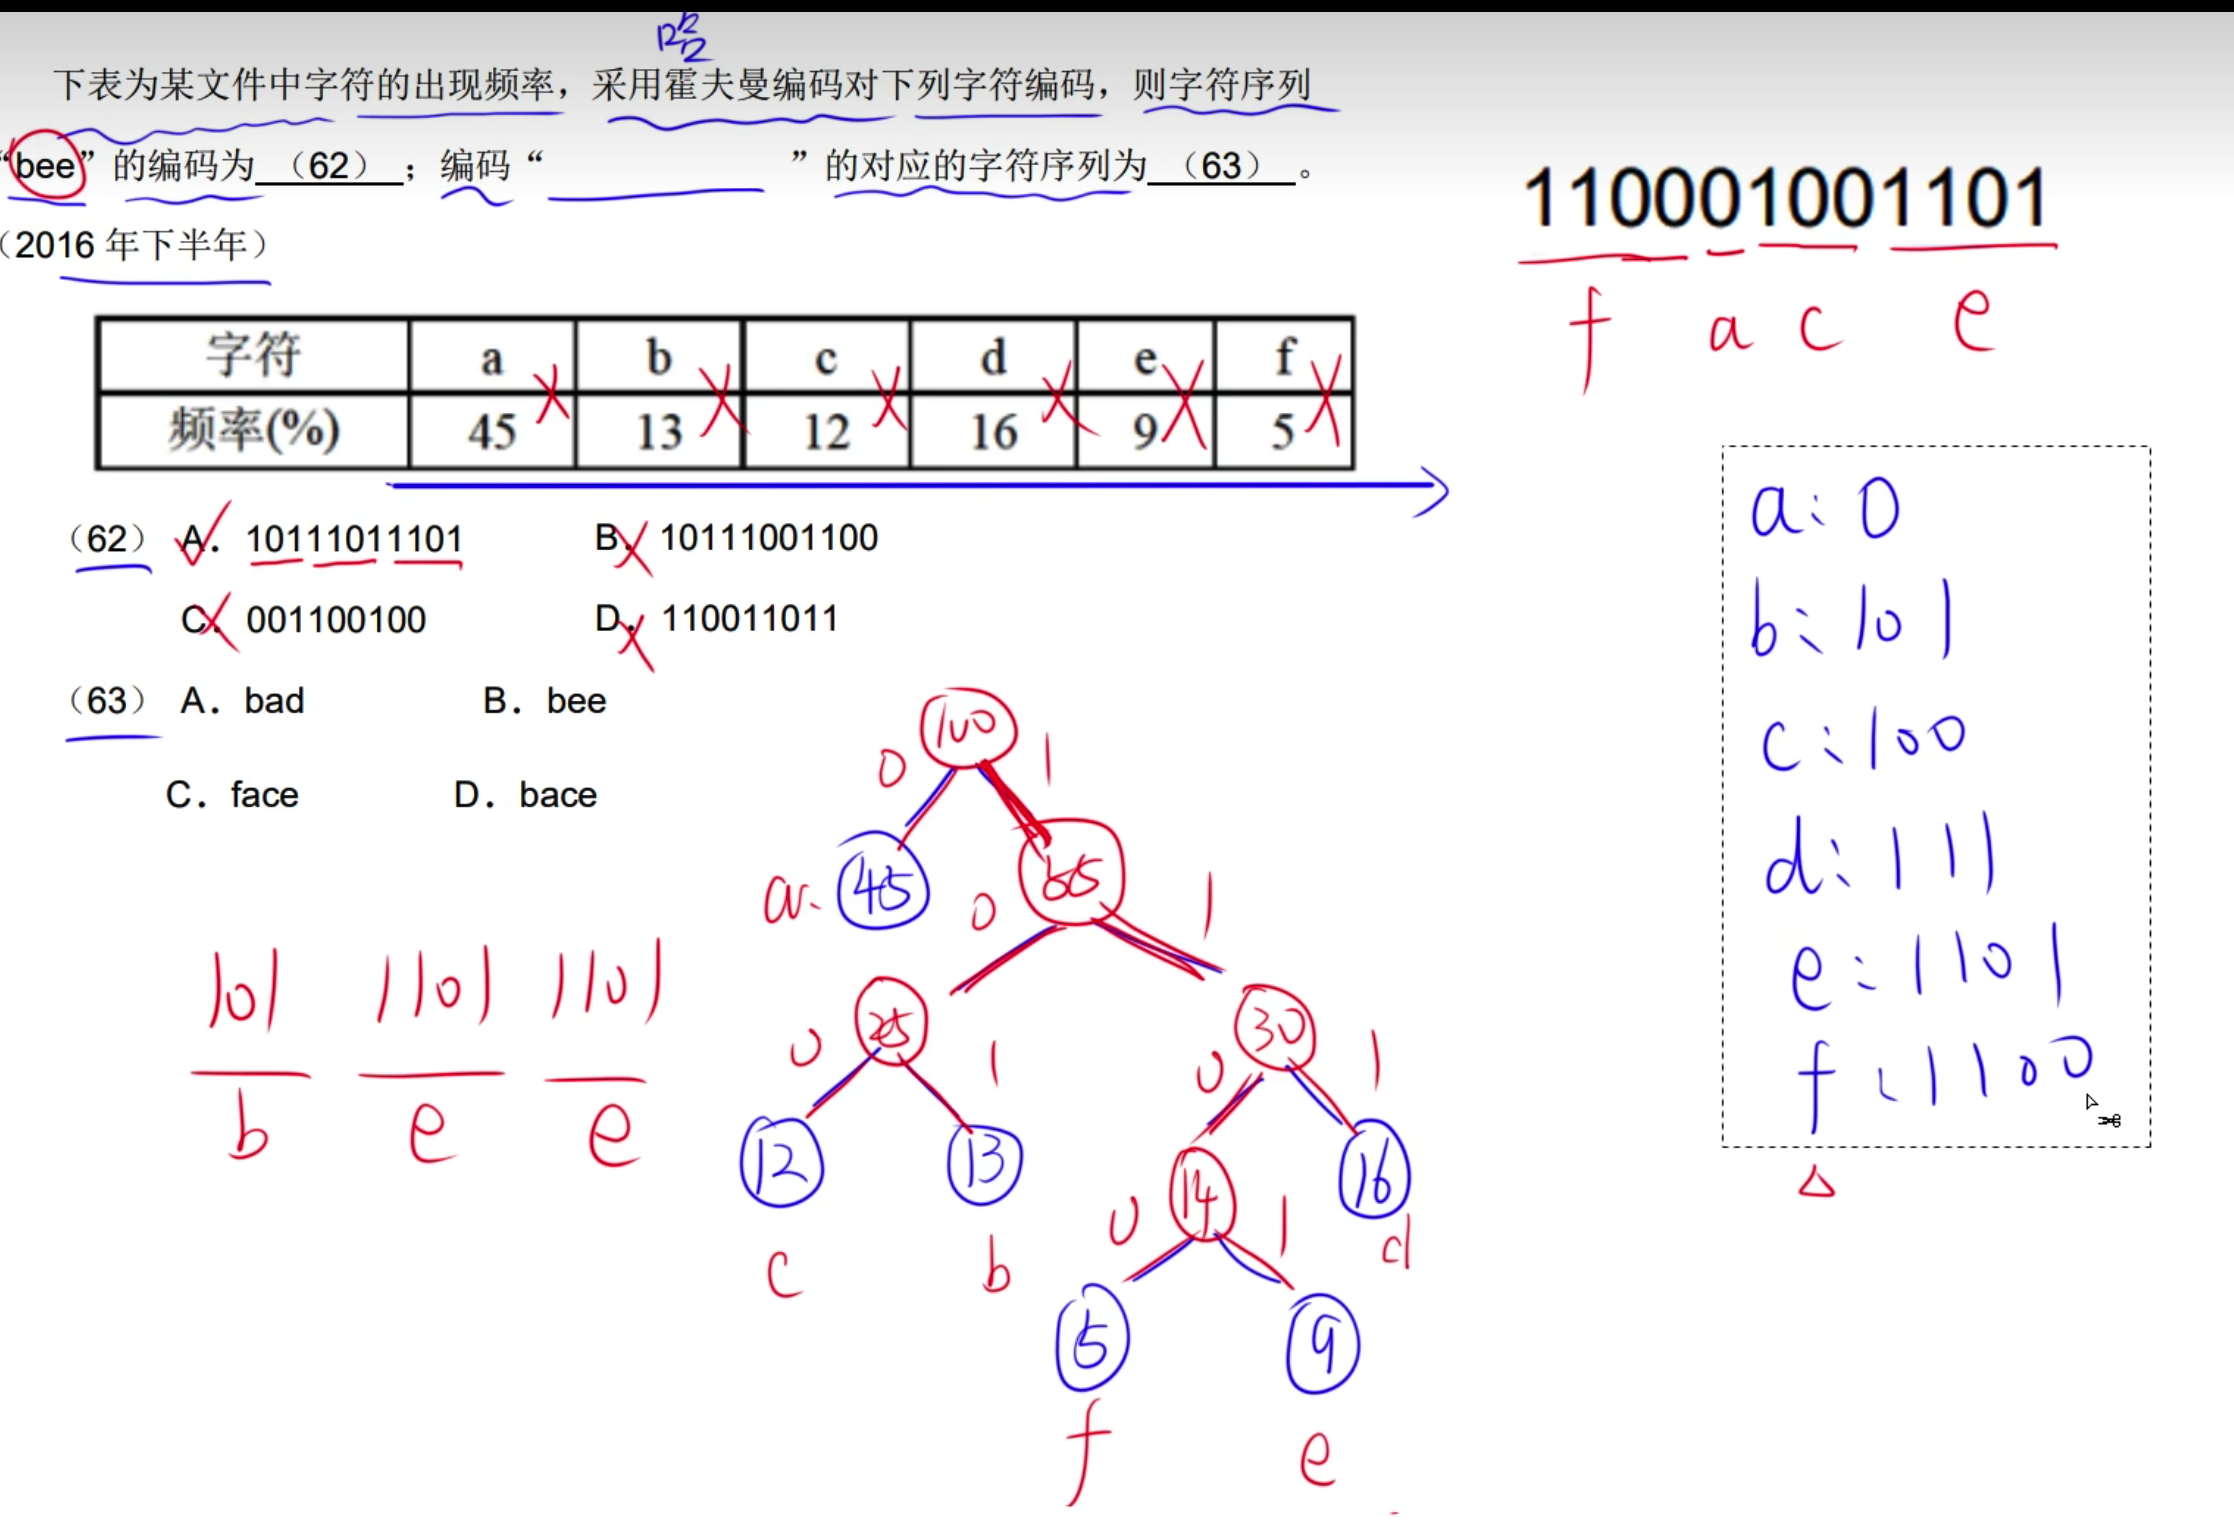 哈
下表为某文件中字符的出现频率，采用霍夫曼编码对下列字符编码，则字符序列
“bee”的编码为 （62） ；编码“ ”的对应的字符序列为 （63） 。
（2016 年下半年）
110001001101
f a c e
字符 a b c d e f
频率(%) 45 13 12 16 9 5
（62） A. 10111011101 B. 10111001100
C. 001100100 D. 110011011
（63） A. bad B. bee
C. face D. bace
a: 0
b: 101
c: 100
d: 111
e: 1101
f: 1100
100
0 1
a. 45 55
0 1
25 30
0 1 0 1
12 13 14 16
c b 0 1 d
5 9
f e
101 1101 1101
b e e